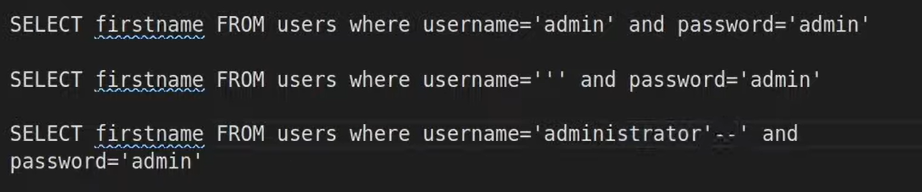 SELECT firstname FROM users where username='admin' and password='admin'
SELECT firstname FROM users where username=''' and password='admin'
SELECT firstname FROM users where username='administrator'--' and
password='admin'